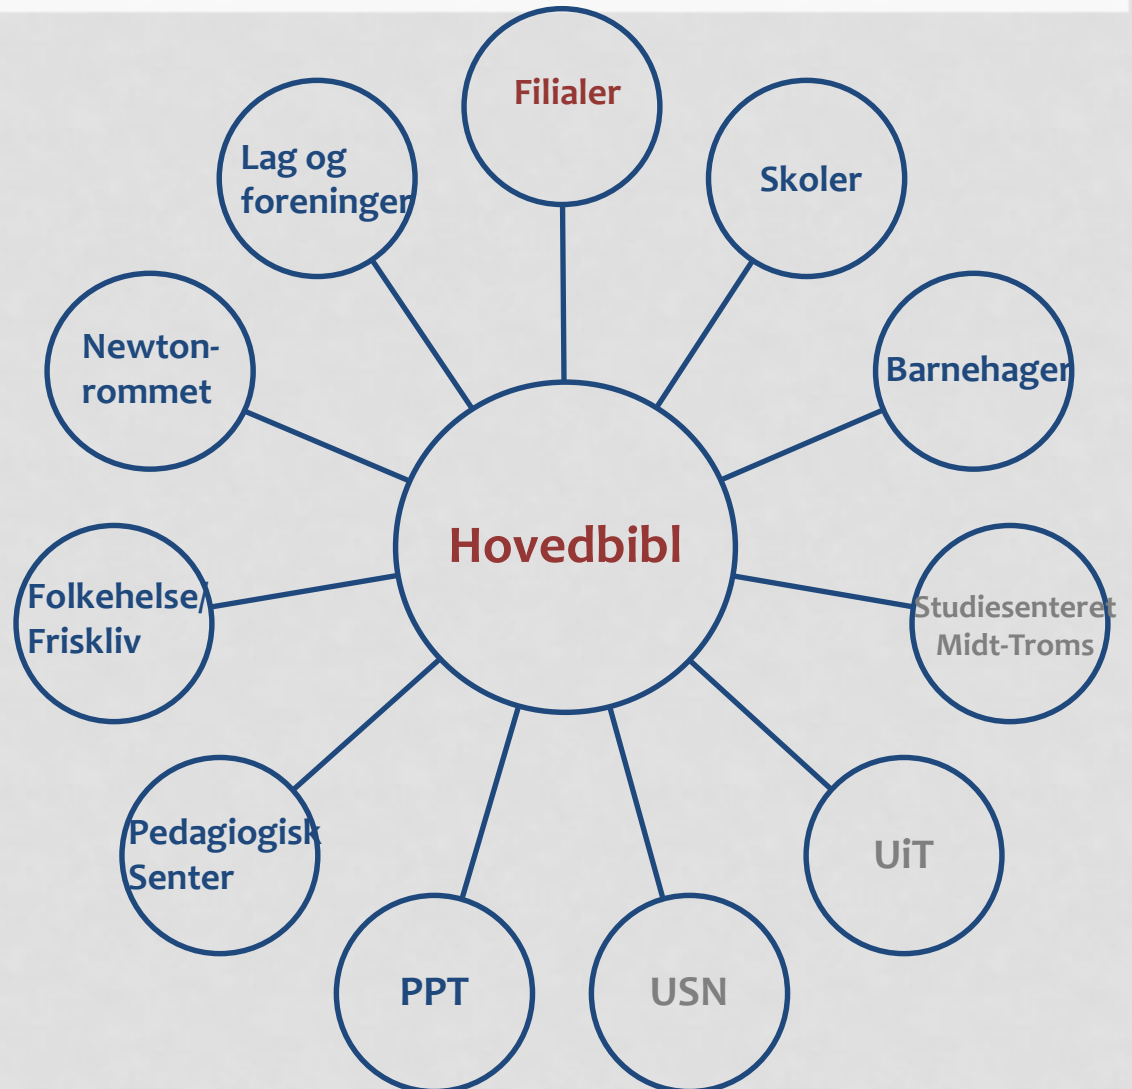 Filialer
Lag og
foreninger
Skoler
Newton-
rommet
Barnehager
Hovedbibl
Folkehelse/
Friskliv
Studiesenteret
Midt-Troms
Pedagiogisk
Senter
UiT
PPT
USN